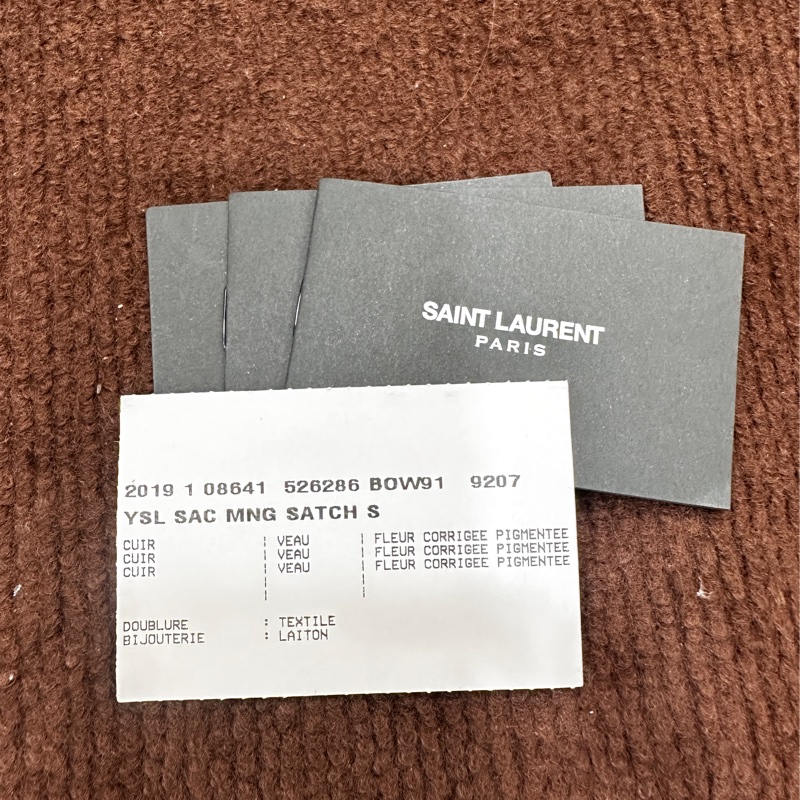 SAINT LAURENT
PARIS
2019 1 08641 526286 BOW91 9207
YSL SAC MNG SATCH S
CUIR | VEAU | FLEUR CORRIGEE PIGMENTEE
CUIR | VEAU | FLEUR CORRIGEE PIGMENTEE
CUIR | VEAU | FLEUR CORRIGEE PIGMENTEE
DOUBLURE : TEXTILE
BIJOUTERIE : LAITON